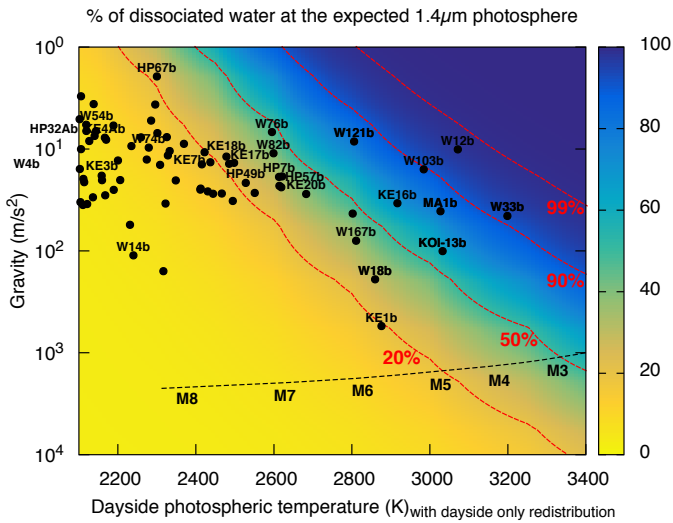 % of dissociated water at the expected 1.4µm photosphere
10⁰
10¹
10²
10³
10⁴
Gravity (m/s²)
HP67b
W54b
HP32Ab
KE4Ab
W74b
W4b
KE3b
KE7b
KE18b
KE17b
W76b
W82b
HP7b
HP49b
HP57b
KE20b
W121b
W12b
W103b
KE16b
MA1b
W33b
W167b
KOI-13b
W14b
W18b
KE1b
99%
90%
50%
20%
M8
M7
M6
M5
M4
M3
100
80
60
40
20
0
2200 2400 2600 2800 3000 3200 3400
Dayside photospheric temperature (K)with dayside only redistribution